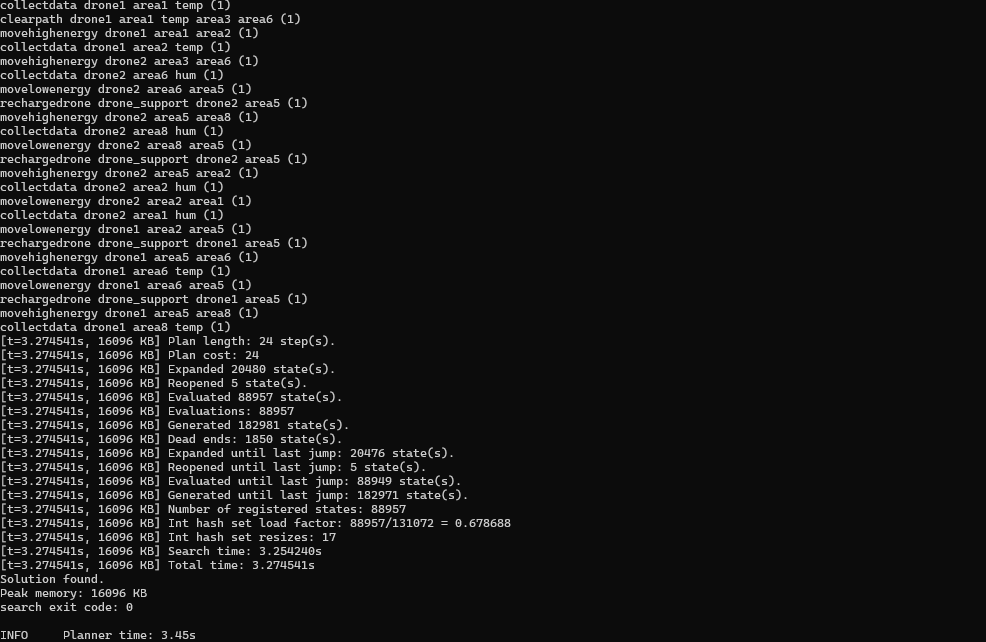 collectdata drone1 area1 temp (1)
clearpath drone1 area1 temp area3 area6 (1)
movehighenergy drone1 area1 area2 (1)
collectdata drone1 area2 temp (1)
movehighenergy drone2 area3 area6 (1)
collectdata drone2 area6 hum (1)
movelowenergy drone2 area6 area5 (1)
rechargedrone drone_support drone2 area5 (1)
movehighenergy drone2 area5 area8 (1)
collectdata drone2 area8 hum (1)
movelowenergy drone2 area8 area5 (1)
rechargedrone drone_support drone2 area5 (1)
movehighenergy drone2 area5 area2 (1)
collectdata drone2 area2 hum (1)
movelowenergy drone2 area2 area1 (1)
collectdata drone2 area1 hum (1)
movelowenergy drone1 area2 area5 (1)
rechargedrone drone_support drone1 area5 (1)
movehighenergy drone1 area5 area6 (1)
collectdata drone1 area6 temp (1)
movelowenergy drone1 area6 area5 (1)
rechargedrone drone_support drone1 area5 (1)
movehighenergy drone1 area5 area8 (1)
collectdata drone1 area8 temp (1)
[t=3.274541s, 16096 KB] Plan length: 24 step(s).
[t=3.274541s, 16096 KB] Plan cost: 24
[t=3.274541s, 16096 KB] Expanded 20480 state(s).
[t=3.274541s, 16096 KB] Reopened 5 state(s).
[t=3.274541s, 16096 KB] Evaluated 88957 state(s).
[t=3.274541s, 16096 KB] Evaluations: 88957
[t=3.274541s, 16096 KB] Generated 182981 state(s).
[t=3.274541s, 16096 KB] Dead ends: 1850 state(s).
[t=3.274541s, 16096 KB] Expanded until last jump: 20476 state(s).
[t=3.274541s, 16096 KB] Reopened until last jump: 5 state(s).
[t=3.274541s, 16096 KB] Evaluated until last jump: 88949 state(s).
[t=3.274541s, 16096 KB] Generated until last jump: 182971 state(s).
[t=3.274541s, 16096 KB] Number of registered states: 88957
[t=3.274541s, 16096 KB] Int hash set load factor: 88957/131072 = 0.678688
[t=3.274541s, 16096 KB] Int hash set resizes: 17
[t=3.274541s, 16096 KB] Search time: 3.254240s
[t=3.274541s, 16096 KB] Total time: 3.274541s
Solution found.
Peak memory: 16096 KB
search exit code: 0
INFO     Planner time: 3.45s